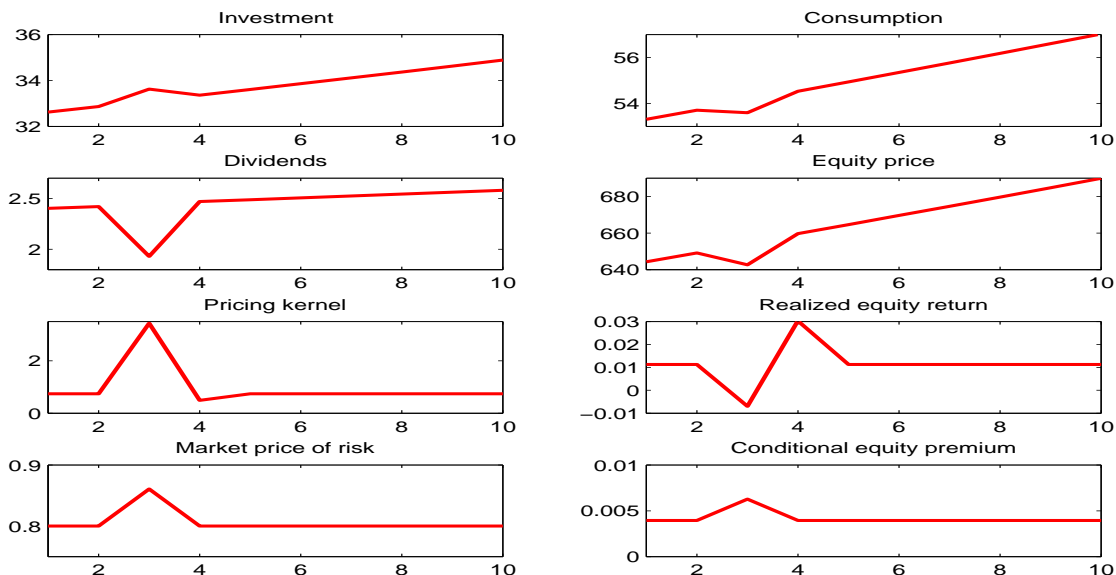 Investment
36
34
32
2 4 6 8 10
Consumption
56
54
2 4 6 8 10
Dividends
2.5
2
2 4 6 8 10
Equity price
680
660
640
2 4 6 8 10
Pricing kernel
2
0
2 4 6 8 10
Realized equity return
0.03
0.02
0.01
0
−0.01
2 4 6 8 10
Market price of risk
0.9
0.8
2 4 6 8 10
Conditional equity premium
0.01
0.005
0
2 4 6 8 10